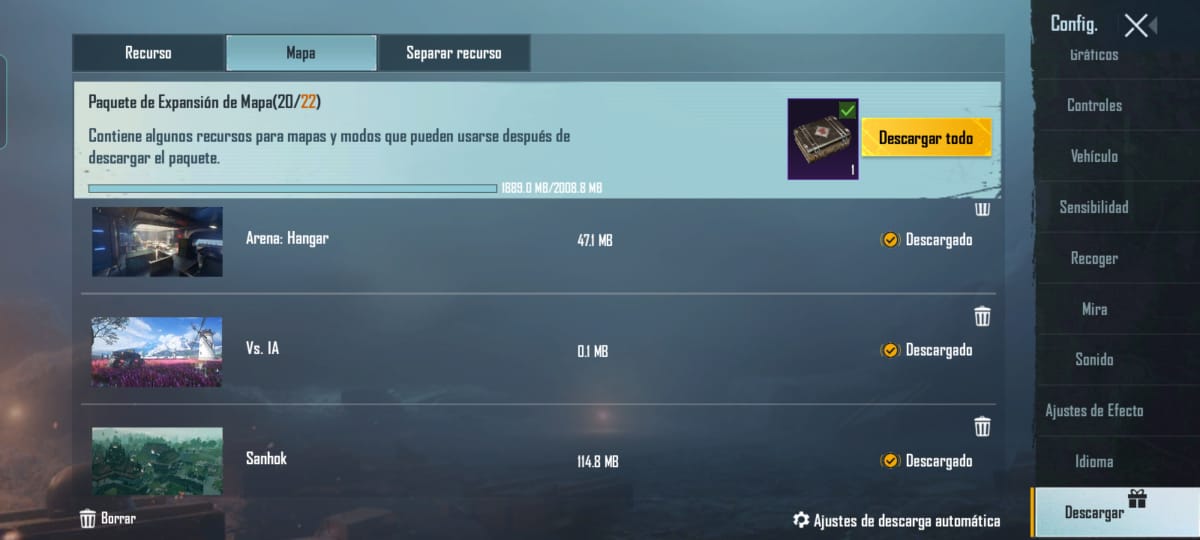 Config.
Recurso
Mapa
Separar recurso
Gráficos
Paquete de Expansión de Mapa(20/22)
Contiene algunos recursos para mapas y modos que pueden usarse después de
descargar el paquete.
1889.0 MB/2008.8 MB
1
Descargar todo
Controles
Vehículo
Sensibilidad
Arena: Hangar
47.1 MB
Descargado
Recoger
Mira
Vs. IA
0.1 MB
Descargado
Sonido
Ajustes de Efecto
Sanhok
114.8 MB
Descargado
Idioma
Borrar
Ajustes de descarga automática
Descargar